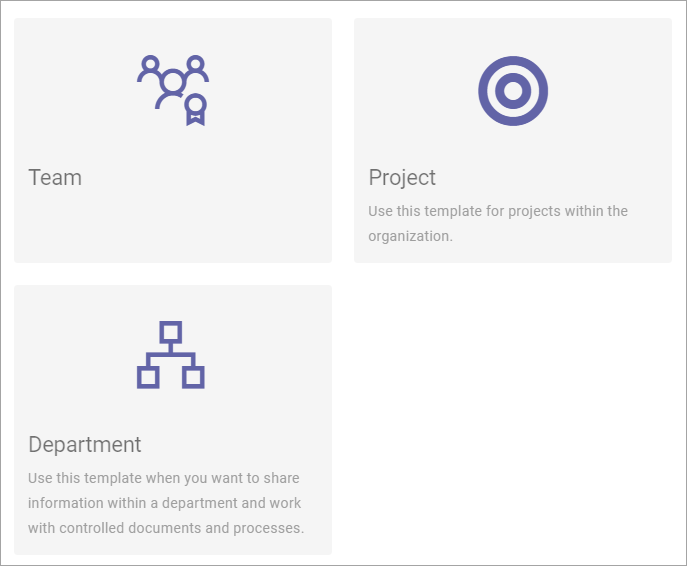 Team
Project
Use this template for projects within the
organization.
Department
Use this template when you want to share
information within a department and work
with controlled documents and processes.